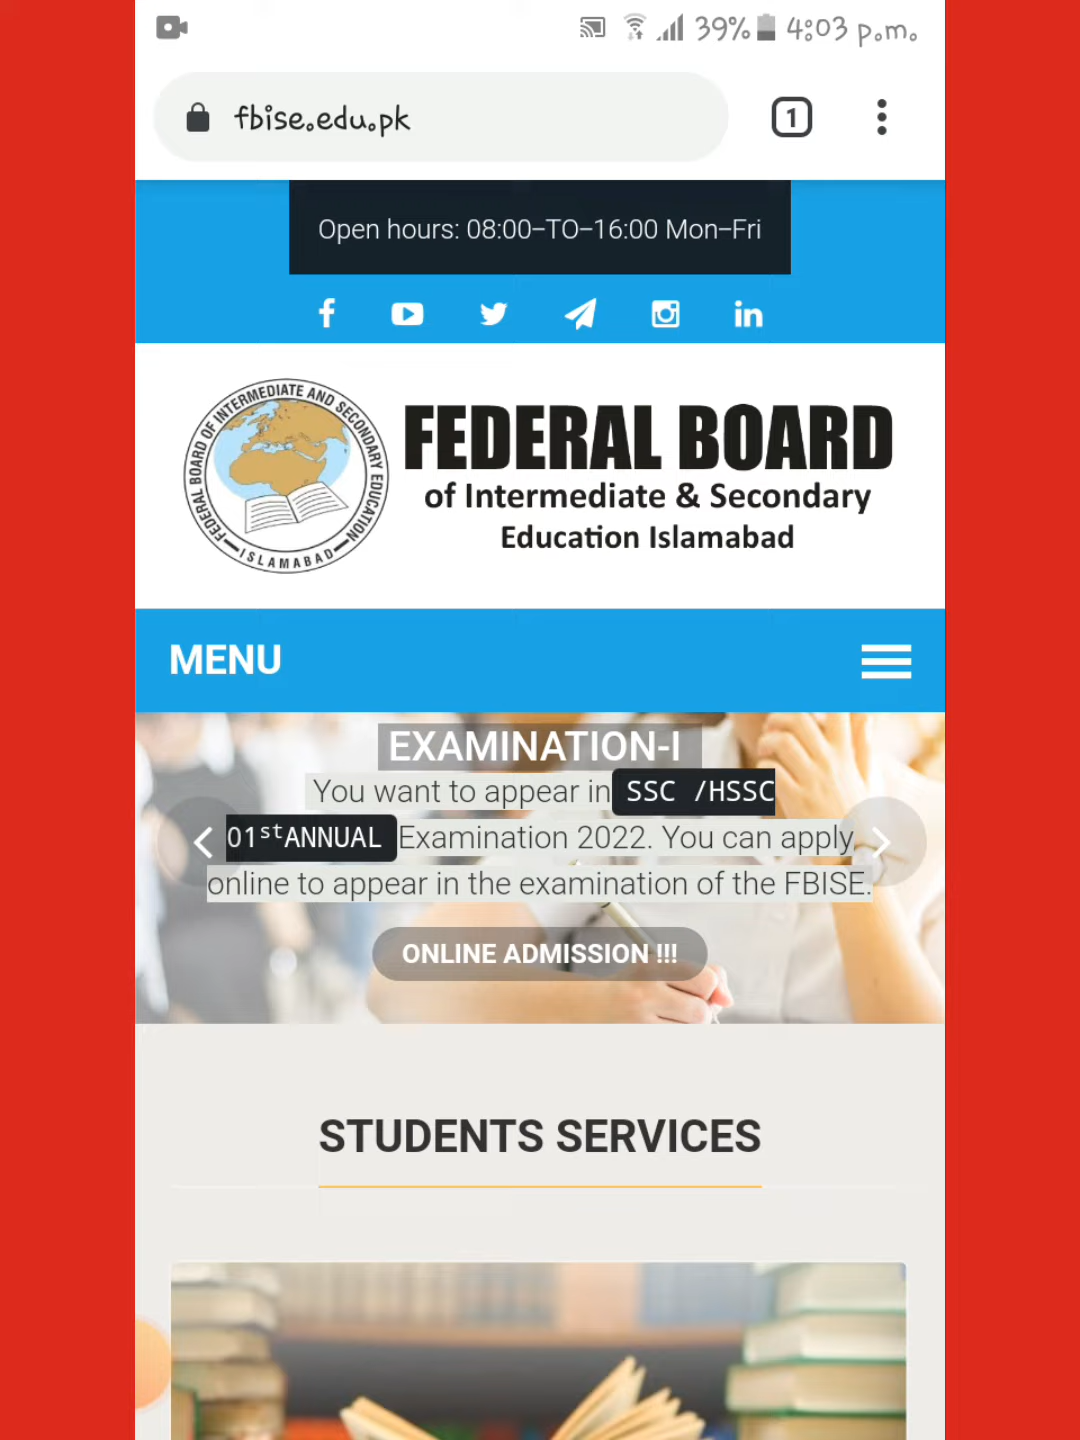 39% 4:03 p.m.
fbise.edu.pk
1
Open hours: 08:00-TO-16:00 Mon-Fri
FEDERAL BOARD OF INTERMEDIATE AND SECONDARY EDUCATION
ISLAMABAD
FEDERAL BOARD
of Intermediate & Secondary
Education Islamabad
MENU
EXAMINATION-I
You want to appear in SSC /HSSC
01stANNUAL Examination 2022. You can apply
online to appear in the examination of the FBISE.
ONLINE ADMISSION !!!
STUDENTS SERVICES